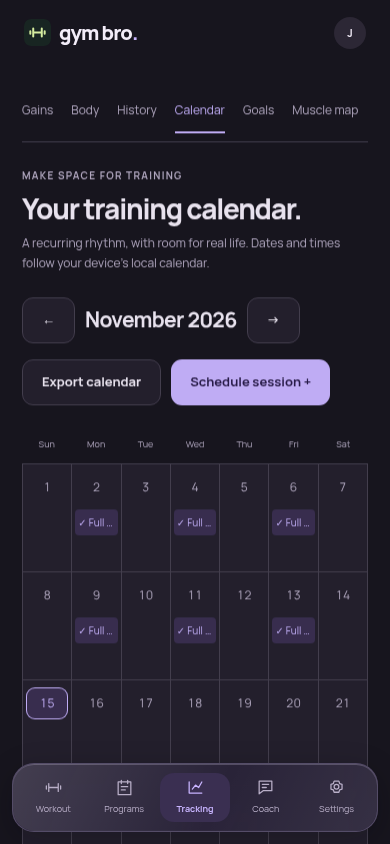 gym bro.
J
Gains Body History Calendar Goals Muscle map
MAKE SPACE FOR TRAINING
Your training calendar.
A recurring rhythm, with room for real life. Dates and times
follow your device's local calendar.
← November 2026 →
Export calendar Schedule session +
Sun Mon Tue Wed Thu Fri Sat
1 2 3 4 5 6 7
✓ Full ... ✓ Full ... ✓ Full ...
8 9 10 11 12 13 14
✓ Full ... ✓ Full ... ✓ Full ...
15 16 17 18 19 20 21
Workout Programs Tracking Coach Settings